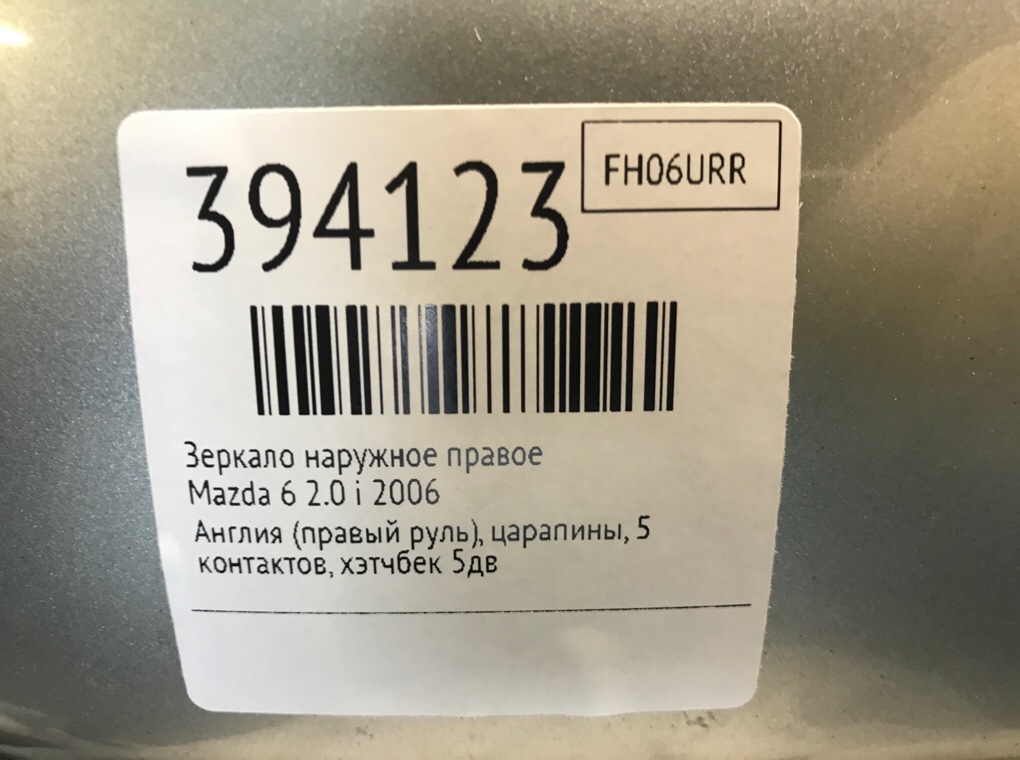 394123
FH06URR
Зеркало наружное правое
Mazda 6 2.0 i 2006
Англия (правый руль), царапины, 5
контактов, хэтчбек 5дв